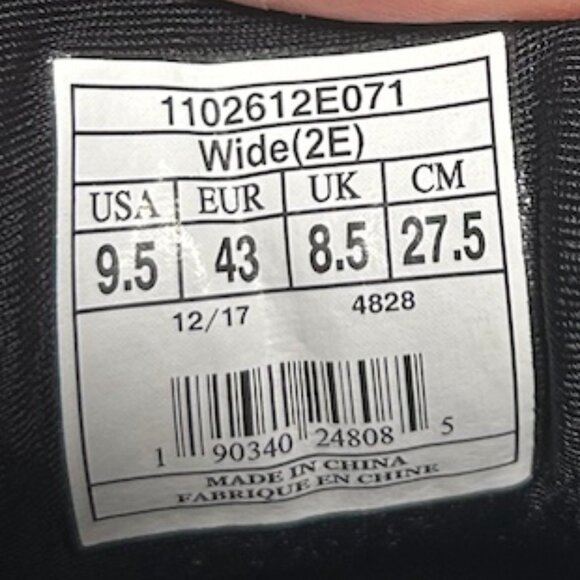 1102612E071
Wide(2E)
USA EUR UK CM
9.5 43 8.5 27.5
12/17 4828
1 90340 24808 5
MADE IN CHINA
FABRIQUE EN CHINE